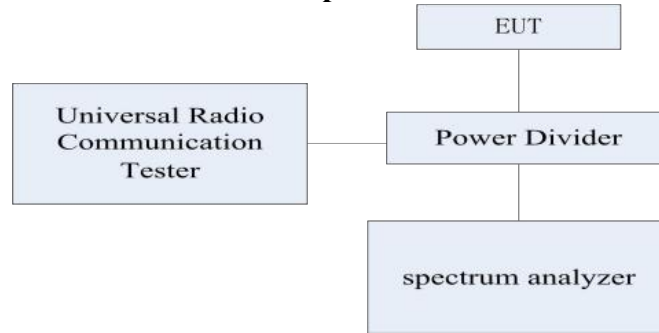 EUT
Universal Radio
Communication
Tester
Power Divider
spectrum analyzer